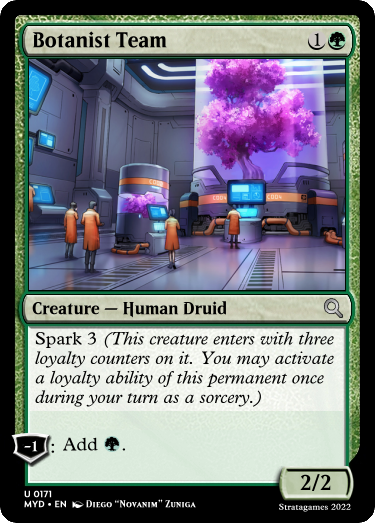 Botanist Team 1
Creature — Human Druid
Spark 3 (This creature enters with three
loyalty counters on it. You may activate
a loyalty ability of this permanent once
during your turn as a sorcery.)
-1: Add .
2/2
U 0171
MYD • EN Diego “Novanim” Zuniga
Stratagames 2022